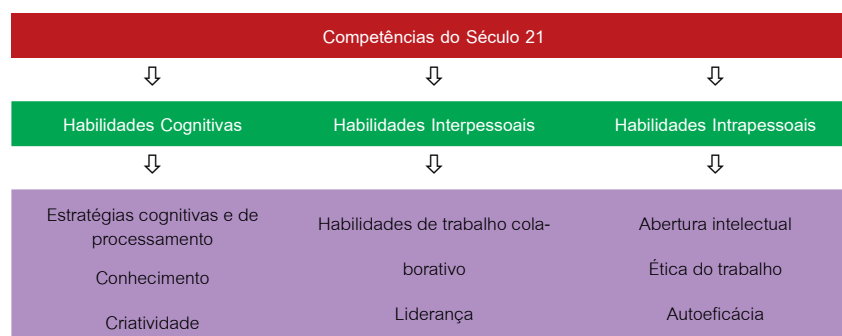 Competências do Século 21
Habilidades Cognitivas
Habilidades Interpessoais
Habilidades Intrapessoais
Estratégias cognitivas e de
processamento
Conhecimento
Criatividade
Habilidades de trabalho cola-
borativo
Liderança
Abertura intelectual
Ética do trabalho
Autoeficácia